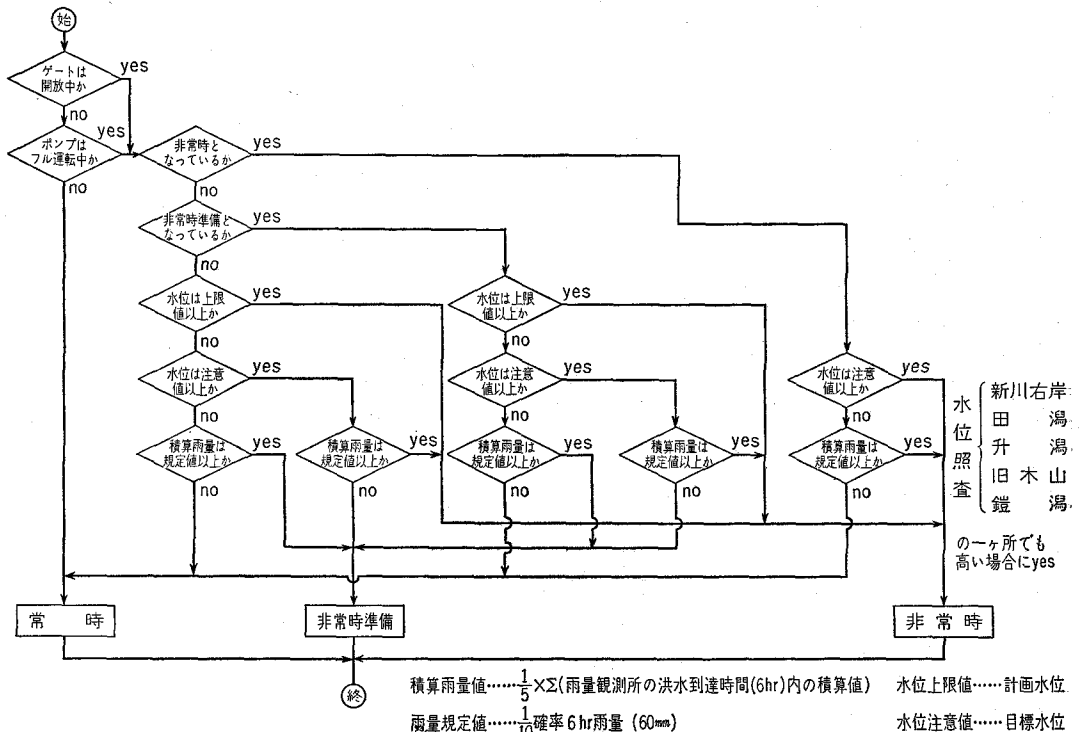 始
ゲートは
開放中か
yes
no
ポンプは
フル運転中か
yes
no
非常時と
なっているか
yes
no
非常時準備と
なっているか
yes
no
水位は上限
値以上か
yes
no
水位は上限
値以上か
yes
no
水位は注意
値以上か
yes
no
水位は注意
値以上か
yes
no
水位は注意
値以上か
yes
no
積算雨量は
規定値以上か
yes
no
積算雨量は
規定値以上か
yes
no
積算雨量は
規定値以上か
yes
no
積算雨量は
規定値以上か
yes
no
積算雨量は
規定値以上か
yes
no
水位照査
新川右岸
田潟
升潟
旧木山
鎧潟
の一ヶ所でも
高い場合にyes
常時
非常時準備
非常時
終
積算雨量値……1/5×Σ(雨量観測所の洪水到達時間(6hr)内の積算値)
水位上限値……計画水位
雨量規定値……1/10確率6hr雨量 (60mm)
水位注意値……目標水位